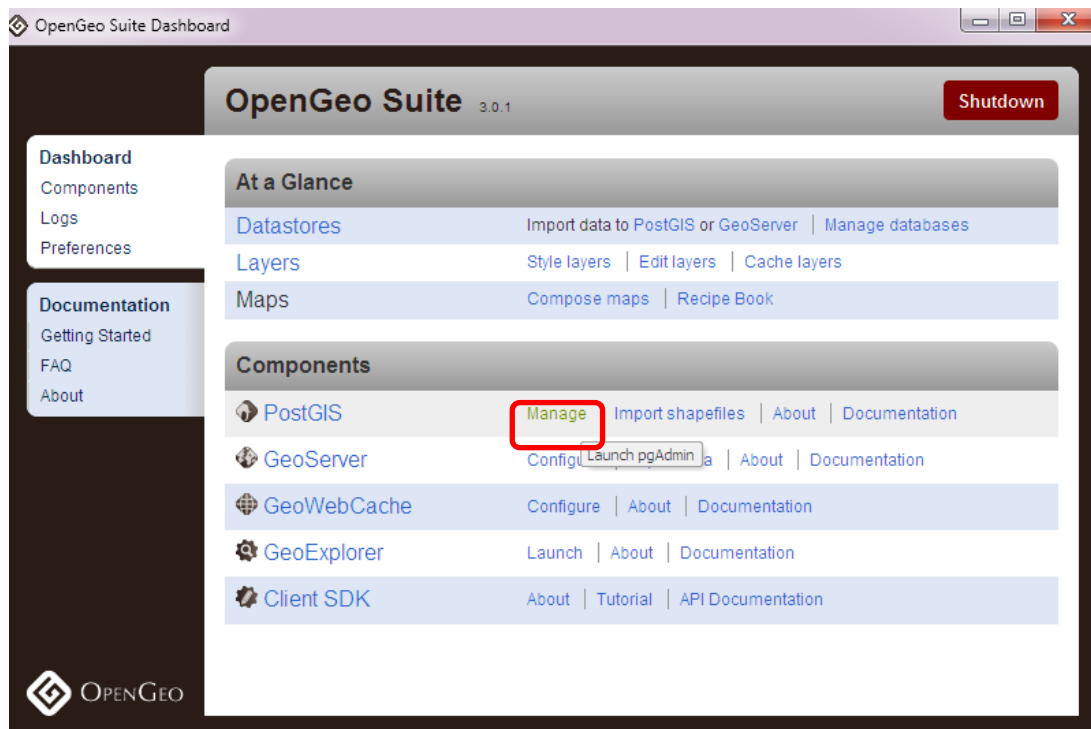 OpenGeo Suite Dashboard
OpenGeo Suite 3.0.1 Shutdown
Dashboard
Components
Logs
Preferences
Documentation
Getting Started
FAQ
About
At a Glance
Datastores Import data to PostGIS or GeoServer | Manage databases
Layers Style layers | Edit layers | Cache layers
Maps Compose maps | Recipe Book
Components
PostGIS Manage Import shapefiles | About | Documentation
Launch pgAdmin
GeoServer | About | Documentation
GeoWebCache Configure | About | Documentation
GeoExplorer Launch | About | Documentation
Client SDK About | Tutorial | API Documentation
OPENGEO